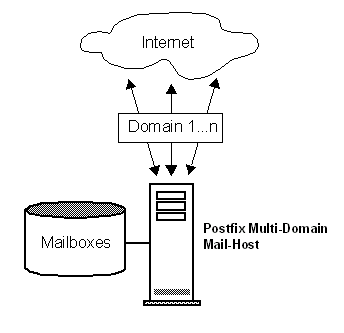 Internet
Domain 1...n
Postfix Multi-Domain
Mail-Host
Mailboxes